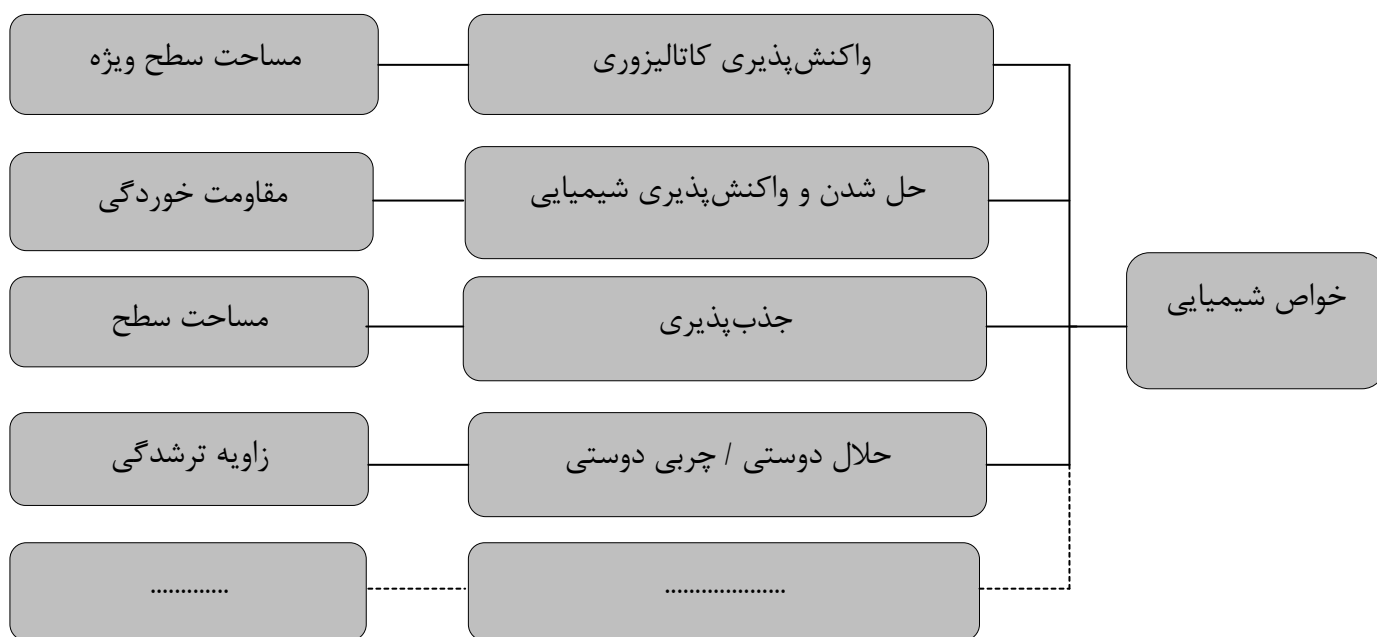 واکنش‌پذیری کاتالیزوری
مساحت سطح ویژه
حل شدن و واکنش‌پذیری شیمیایی
مقاومت خوردگی
خواص شیمیایی
جذب‌پذیری
مساحت سطح
حلال دوستی / چربی دوستی
زاویه ترشدگی
....................
.............